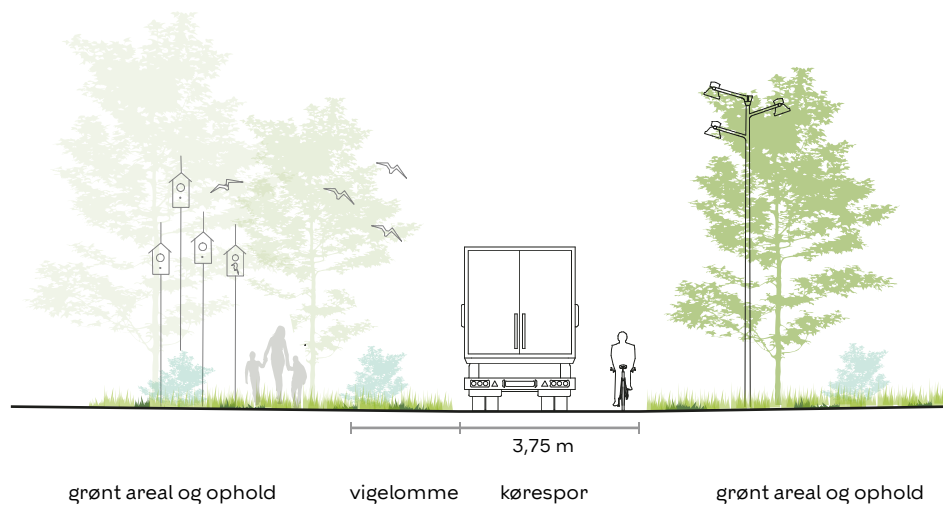 3,75 m
grønt areal og ophold
vigelomme
kørespor
grønt areal og ophold